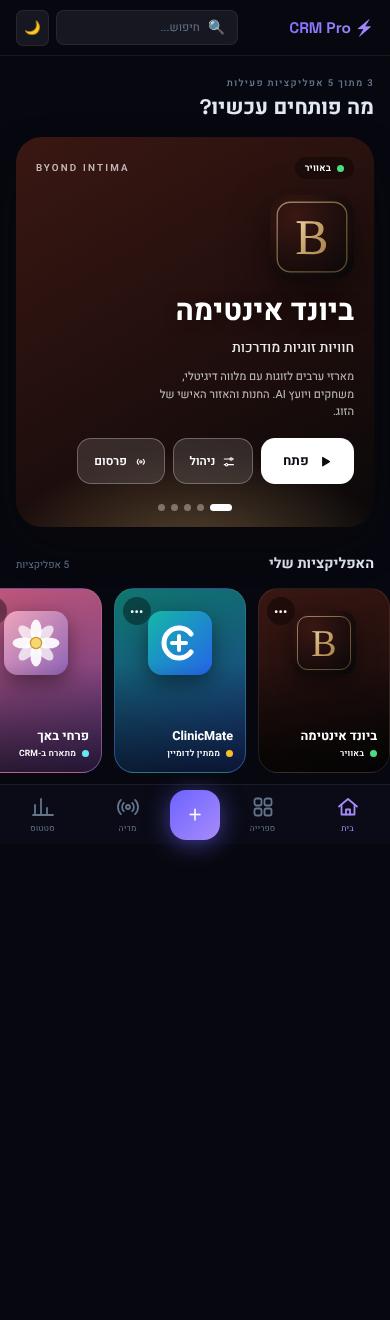 CRM Pro
חיפוש...
3 מתוך 5 אפליקציות פעילות
מה פותחים עכשיו?
באוויר
BYOND INTIMA
B
ביונד אינטימה
חוויות זוגיות מודרכות
מארזי ערבים לזוגות עם מלווה דיגיטלי,
משחקים ויועץ AI. החנות והאזור האישי של
הזוג.
פתח
ניהול
פרסום
האפליקציות שלי
5 אפליקציות
B
ביונד אינטימה
באוויר
ClinicMate
ממתין לדומיין
פרחי באך
מתארח ב-CRM
בית
ספרייה
+
מדיה
סטטוס